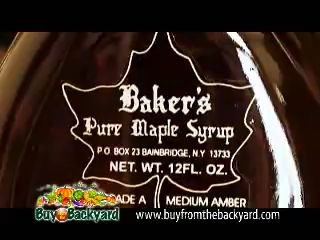 Baker's
Pure Maple Syrup
P O BOX 23 BAINBRIDGE, N.Y 13733
NET. WT. 12FL. OZ.
ADE A MEDIUM AMBER
Buy Backyard
www.buyfromthebackyard.com